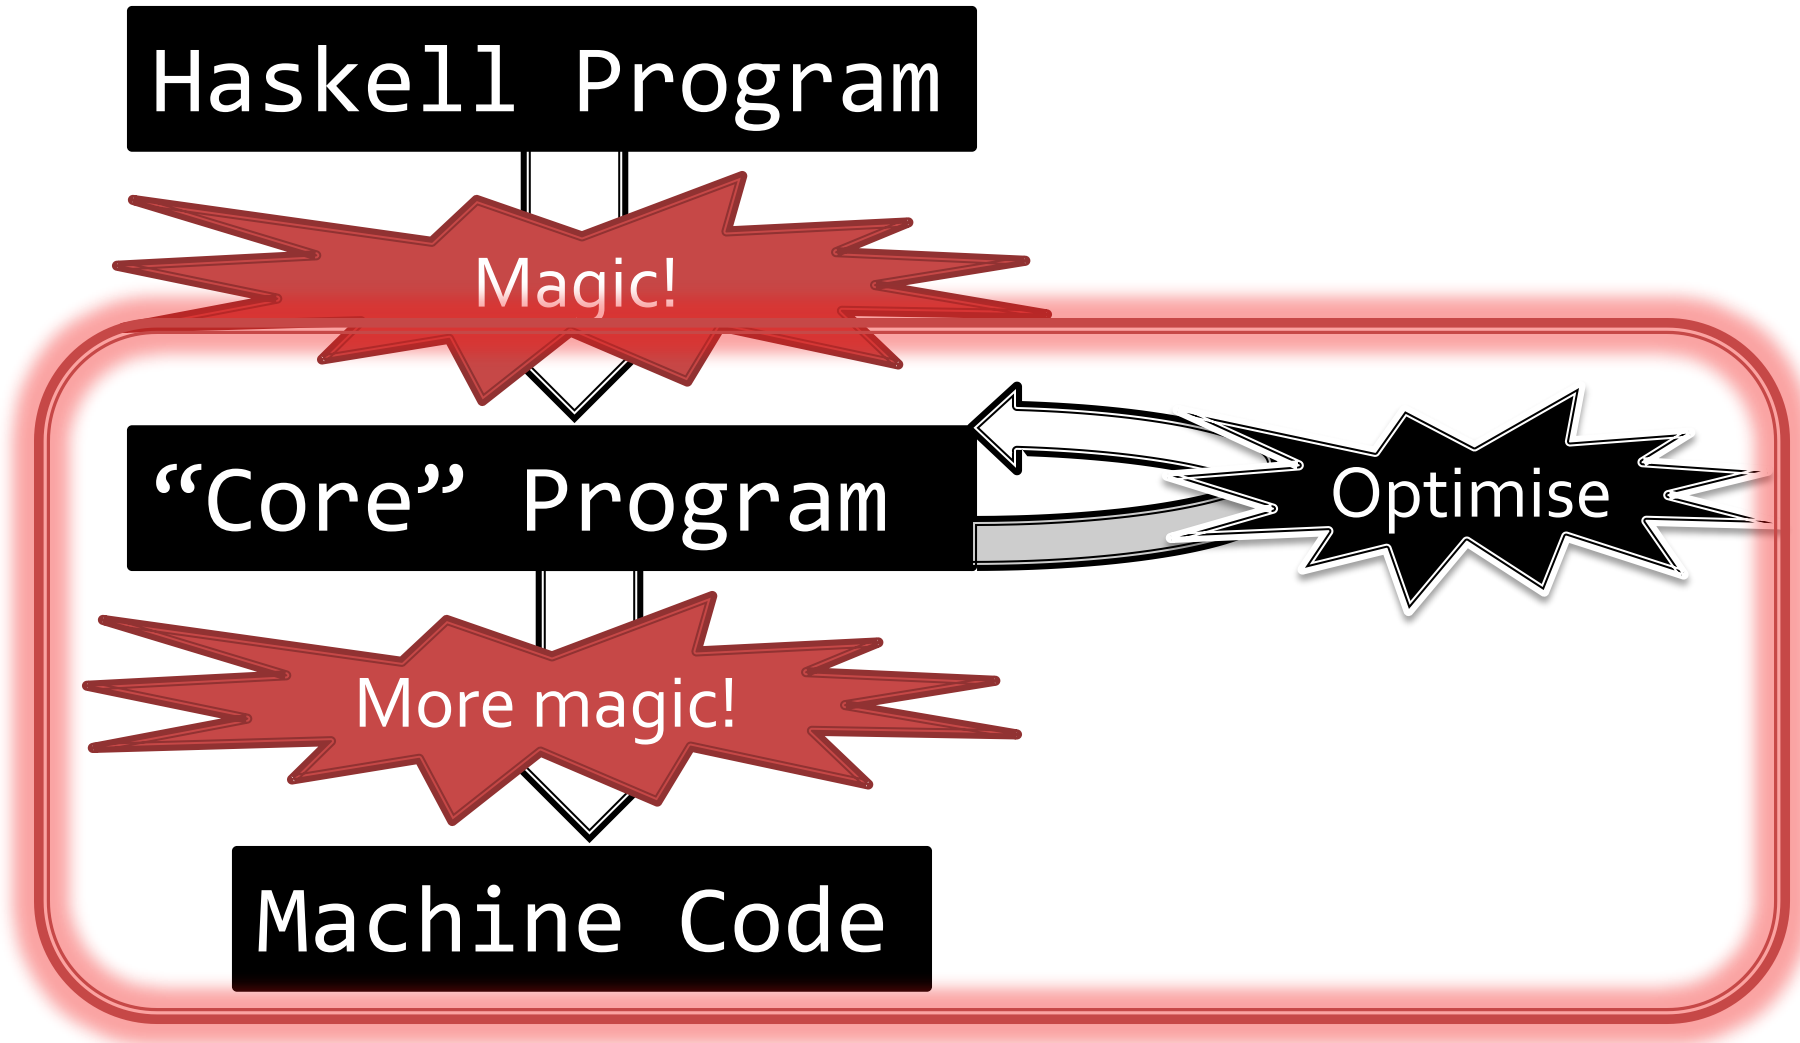 Haskell Program
Magic!
“Core” Program
Optimise
More magic!
Machine Code